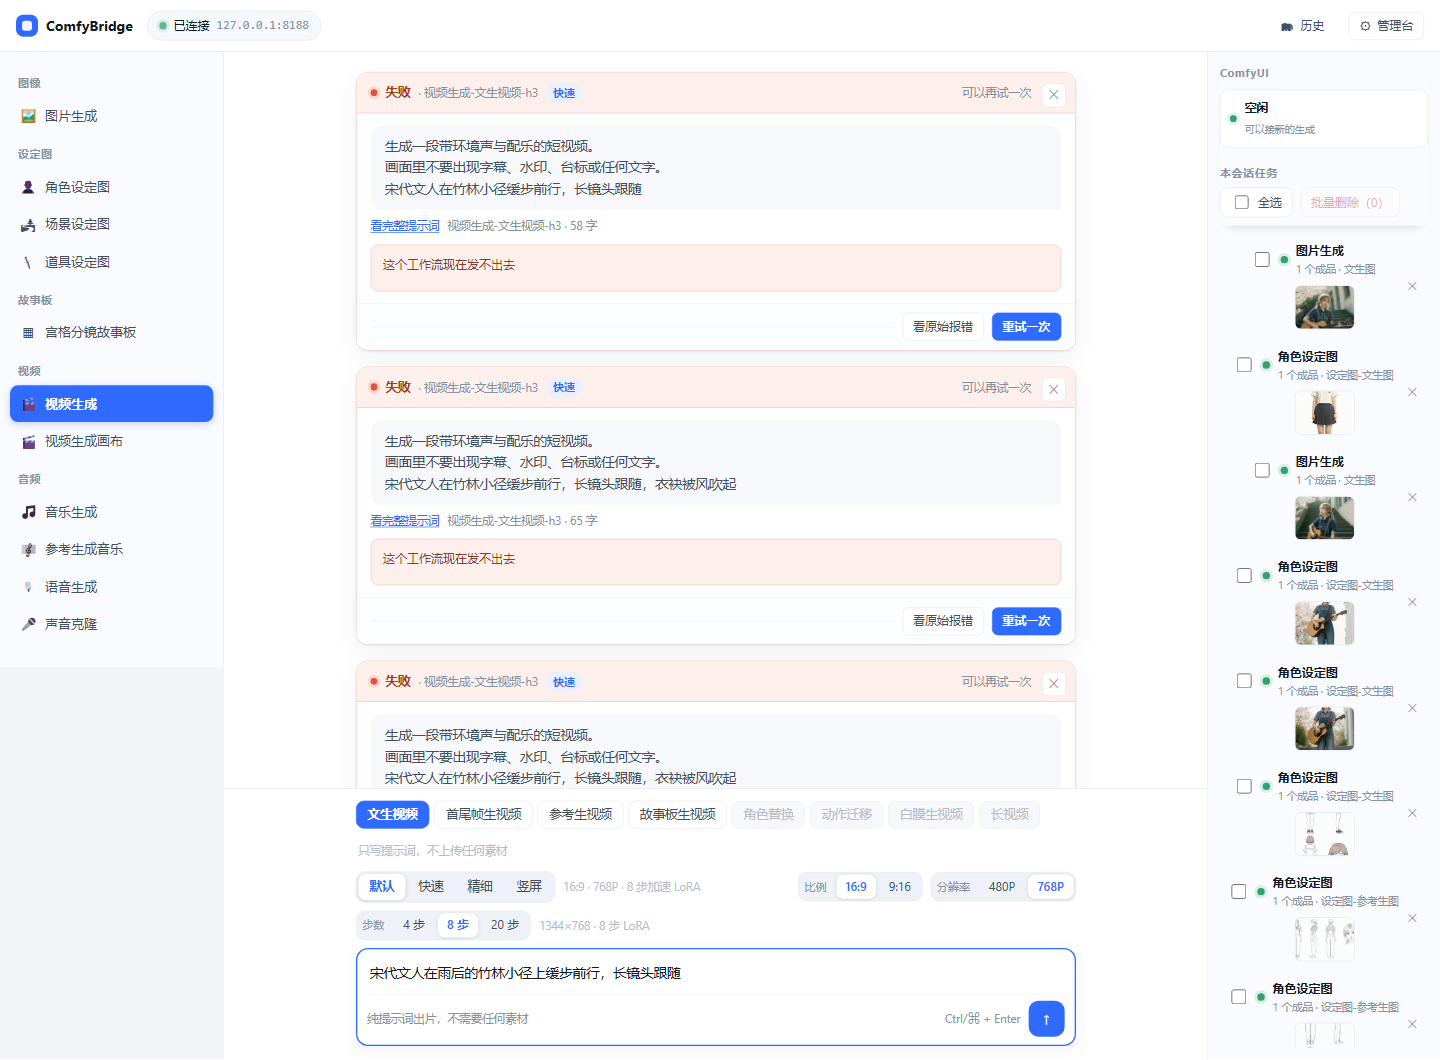 ComfyBridge
已连接 127.0.0.1:8188
历史
管理台
图像
图片生成
设定图
角色设定图
场景设定图
道具设定图
故事板
宫格分镜故事板
视频
视频生成
视频生成画布
音频
音乐生成
参考生成音乐
语音生成
声音克隆
失败 · 视频生成-文生视频-h3 快速 可以再试一次
生成一段带环境声与配乐的短视频。
画面里不要出现字幕、水印、台标或任何文字。
宋代文人在竹林小径缓步前行，长镜头跟随
看完整提示词 视频生成-文生视频-h3 · 58 字
这个工作流现在发不出去
看原始报错 重试一次
失败 · 视频生成-文生视频-h3 快速 可以再试一次
生成一段带环境声与配乐的短视频。
画面里不要出现字幕、水印、台标或任何文字。
宋代文人在竹林小径缓步前行，长镜头跟随，衣袂被风吹起
看完整提示词 视频生成-文生视频-h3 · 65 字
这个工作流现在发不出去
看原始报错 重试一次
失败 · 视频生成-文生视频-h3 快速 可以再试一次
生成一段带环境声与配乐的短视频。
画面里不要出现字幕、水印、台标或任何文字。
宋代文人在竹林小径缓步前行，长镜头跟随，衣袂被风吹起
文生视频 首尾帧生视频 参考生视频 故事板生视频 角色替换 动作迁移 白膜生视频 长视频
只写提示词，不上传任何素材
默认 快速 精细 竖屏 16:9 · 768P · 8 步加速 LoRA 比例 16:9 9:16 分辨率 480P 768P
步数 4 步 8 步 20 步 1344×768 · 8 步 LoRA
宋代文人在雨后的竹林小径上缓步前行，长镜头跟随
纯提示词出片，不需要任何素材 Ctrl/⌘ + Enter ↑
ComfyUI
空闲
可以接新的生成
本会话任务
全选 批量删除（0）
图片生成
1 个成品 · 文生图
角色设定图
1 个成品 · 设定图-文生图
图片生成
1 个成品 · 文生图
角色设定图
1 个成品 · 设定图-文生图
角色设定图
1 个成品 · 设定图-文生图
角色设定图
1 个成品 · 设定图-文生图
角色设定图
1 个成品 · 设定图-参考生图
角色设定图
1 个成品 · 设定图-参考生图